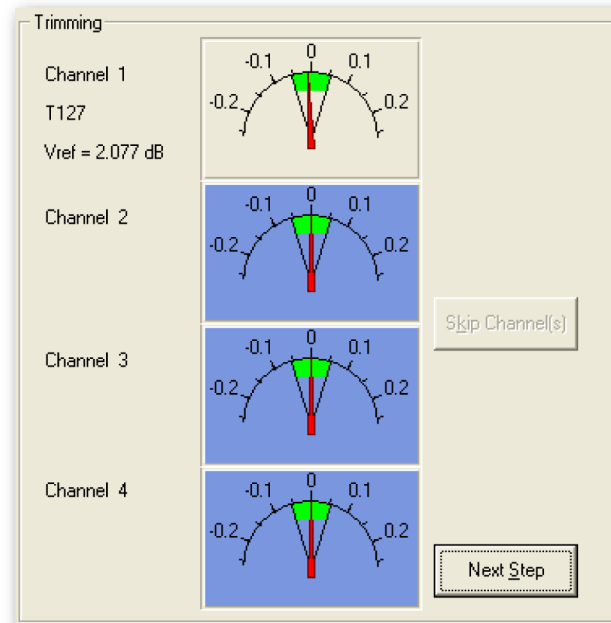 Trimming
Channel 1
T127
Vref = 2.077 dB
-0.2 -0.1 0 0.1 0.2
Channel 2
-0.2 -0.1 0 0.1 0.2
Skip Channel(s)
Channel 3
-0.2 -0.1 0 0.1 0.2
Channel 4
-0.2 -0.1 0 0.1 0.2
Next Step